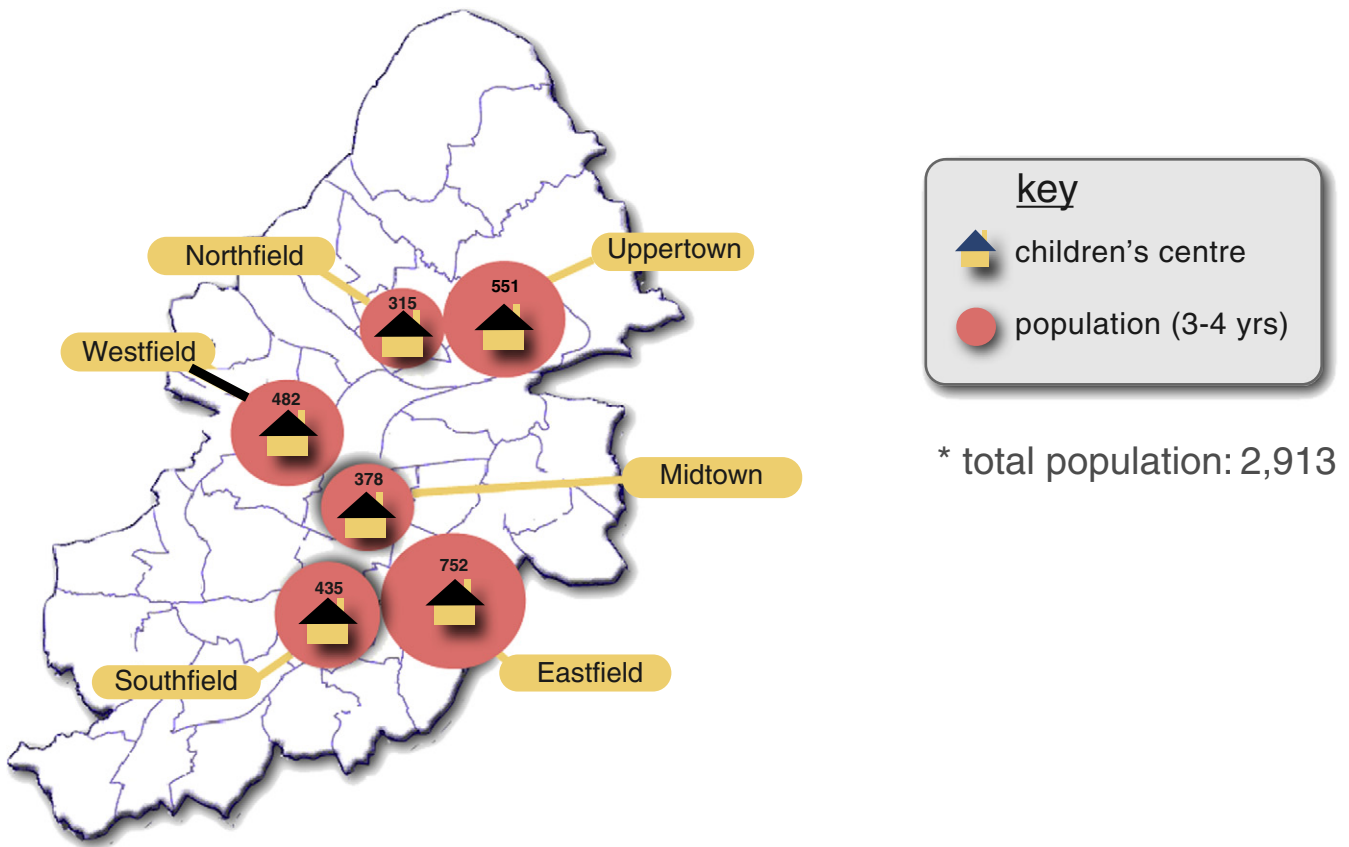 Northfield
Uppertown
315
551
Westfield
482
378
Midtown
435
752
Southfield
Eastfield
key
children's centre
population (3-4 yrs)
* total population: 2,913